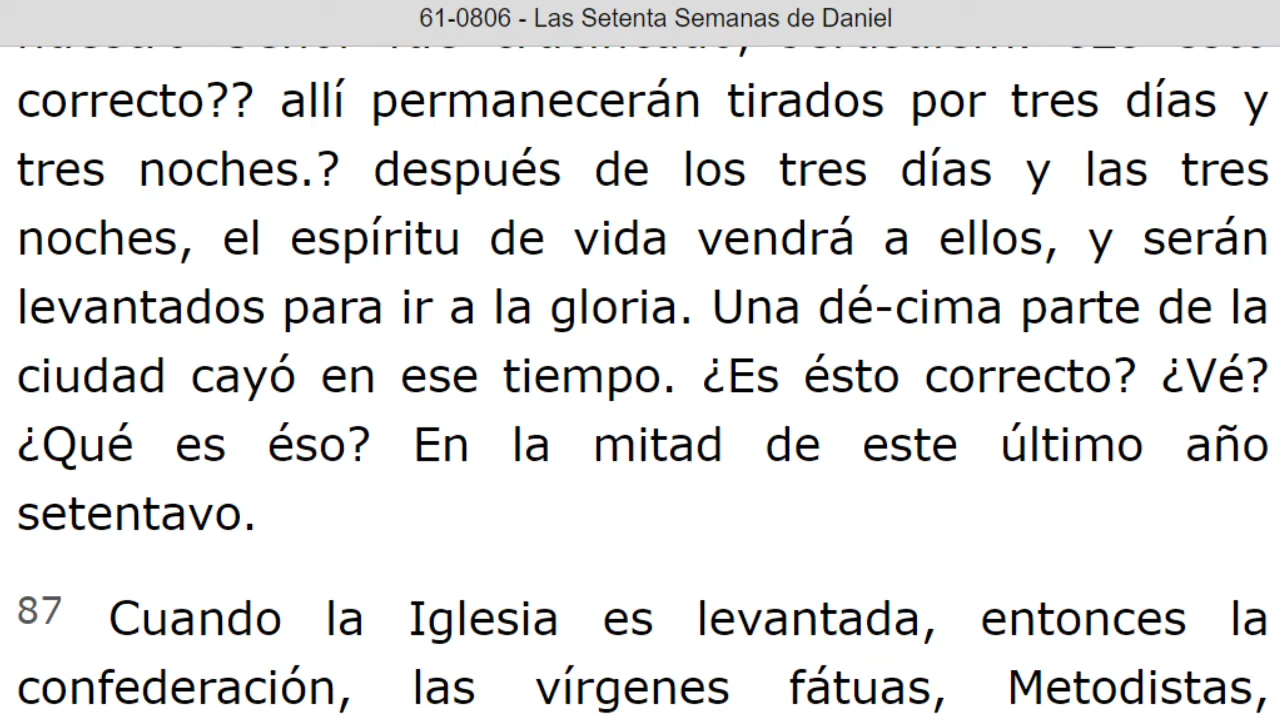 61-0806 - Las Setenta Semanas de Daniel
correcto?? allí permanecerán tirados por tres días y
tres noches.? después de los tres días y las tres
noches, el espíritu de vida vendrá a ellos, y serán
levantados para ir a la gloria. Una dé-cima parte de la
ciudad cayó en ese tiempo. ¿Es ésto correcto? ¿Vé?
¿Qué es éso? En la mitad de este último año
setentavo.
87 Cuando la Iglesia es levantada, entonces la
confederación, las vírgenes fátuas, Metodistas,